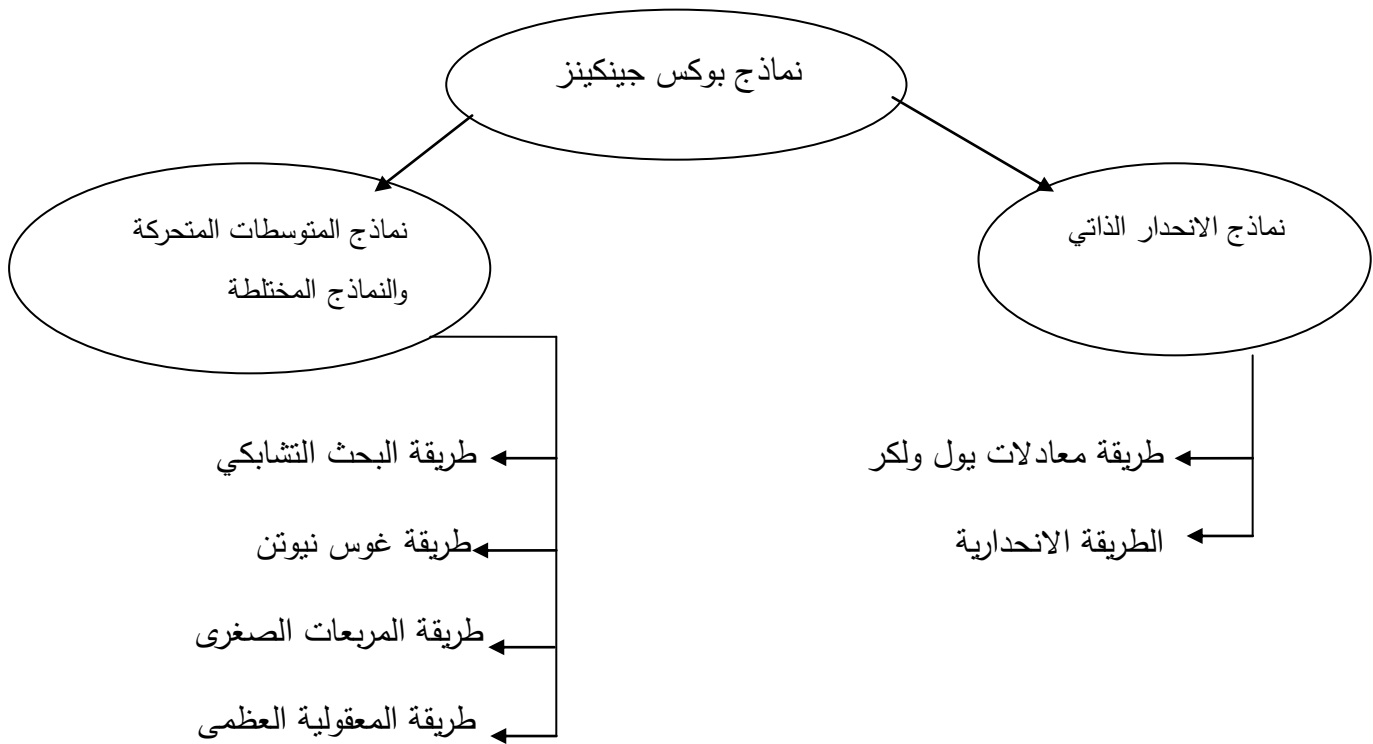 نماذج بوكس جينكينز
نماذج الانحدار الذاتي
نماذج المتوسطات المتحركة
والنماذج المختلطة
طريقة معادلات يول ولكر
الطريقة الانحدارية
طريقة البحث التشابكي
طريقة غوس نيوتن
طريقة المربعات الصغرى
طريقة المعقولية العظمى